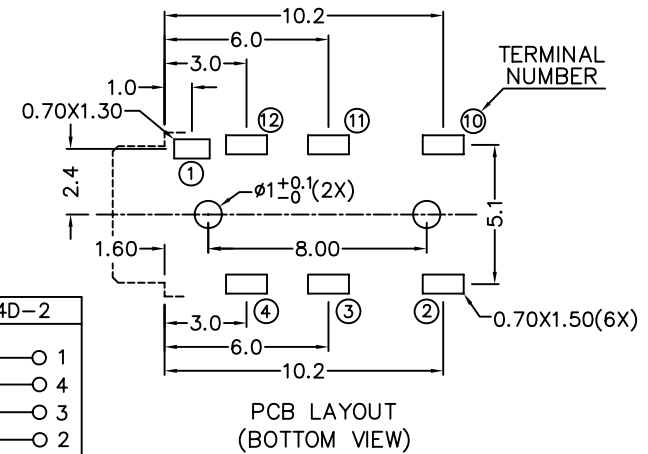 10.2
6.0
3.0
1.0
TERMINAL
NUMBER
0.70X1.30
12
11
10
1
2.4
ø1 +0.1 -0 (2X)
5.1
1.60
8.00
4D-2
4
3
2
0.70X1.50(6X)
3.0
6.0
10.2
1
4
3
2
PCB LAYOUT
(BOTTOM VIEW)